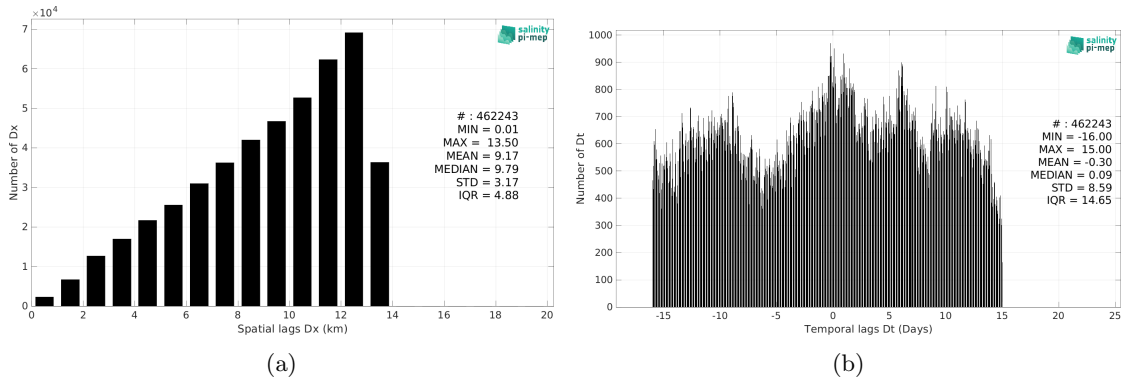 ×10⁴
7
6
5
4
3
2
1
0
Number of Dx
0 2 4 6 8 10 12 14 16 18 20
Spatial lags Dx (km)
salinity
pi-mep
# : 462243
MIN = 0.01
MAX = 13.50
MEAN = 9.17
MEDIAN = 9.79
STD = 3.17
IQR = 4.88
(a)
1000
900
800
700
600
500
400
300
200
100
0
Number of Dt
-15 -10 -5 0 5 10 15 20 25
Temporal lags Dt (Days)
salinity
pi-mep
# : 462243
MIN = -16.00
MAX = 15.00
MEAN = -0.30
MEDIAN = 0.09
STD = 8.59
IQR = 14.65
(b)